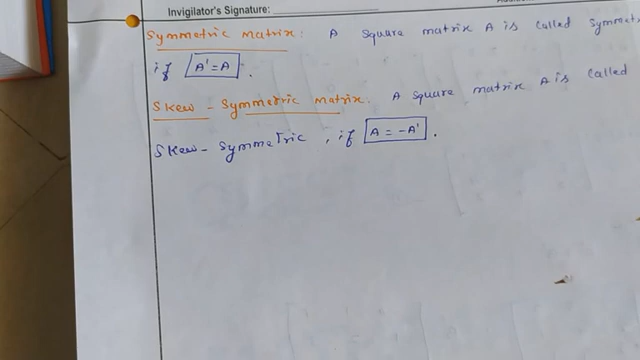 Invigilator's Signature:
Symmetric Matrix: A Square matrix A is called
if A' = A.
Skew - Symmetric Matrix. A Square matrix A is called
Skew - Symmetric, if A = -A'.